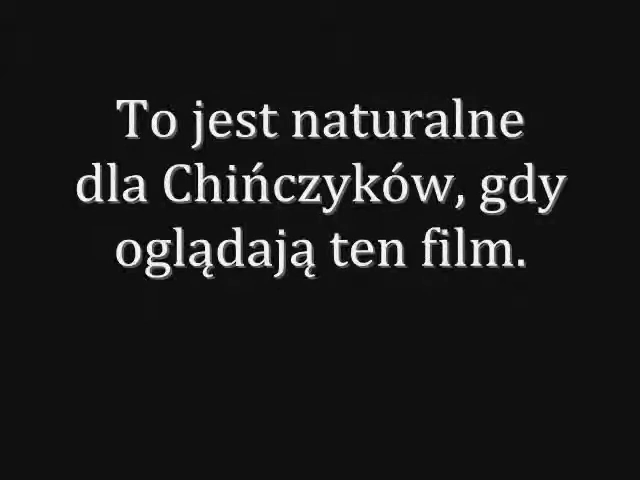 To jest naturalne
dla Chińczyków, gdy
oglądają ten film.